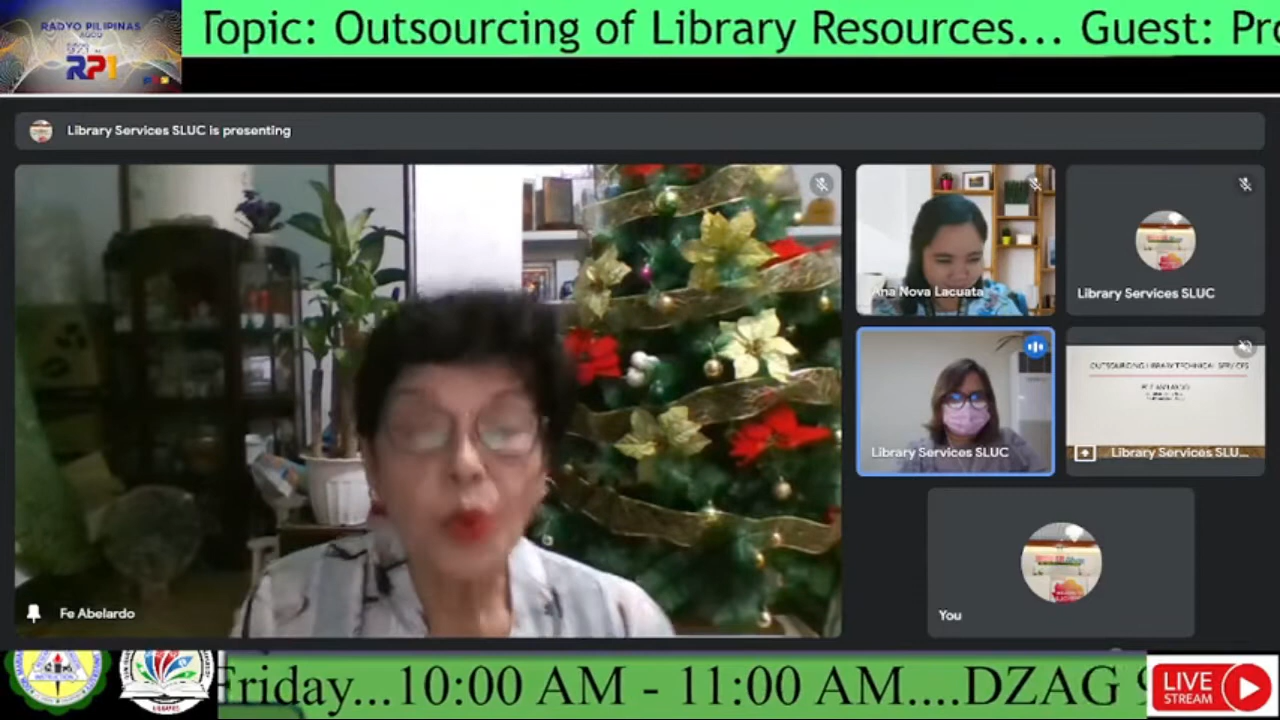 RADYO PILIPINAS
AGOO
RP1
Topic: Outsourcing of Library Resources... Guest: Pro
Library Services SLUC is presenting
Ana Nova Lacuata
Library Services SLUC
Library Services SLUC
OUTSOURCING LIBRARY TECHNICAL SERVICES
Library Services SLU...
Fe Abelardo
You
Friday...10:00 AM - 11:00 AM....DZAG 9
LIVE
STREAM